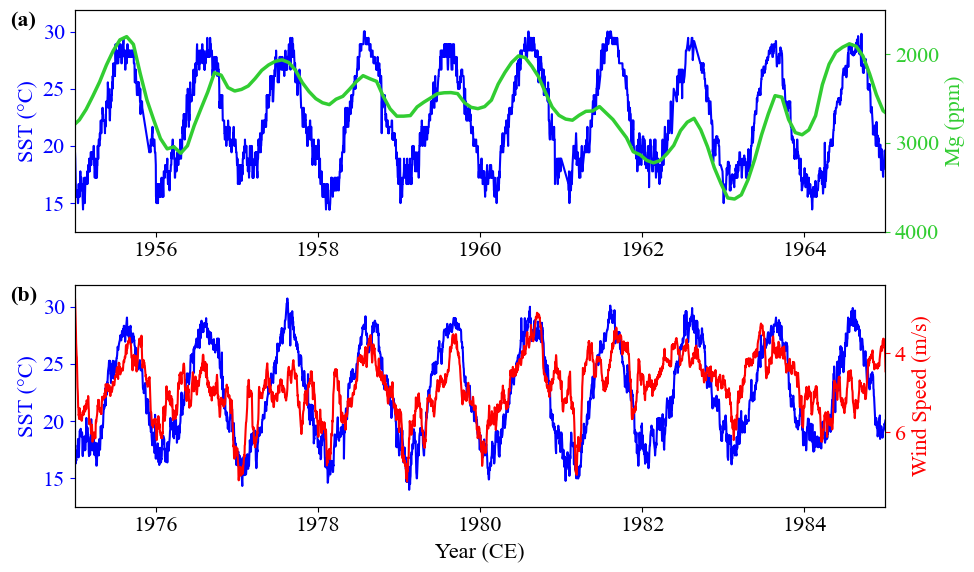 (a)
SST (°C)
30
25
20
15
2000
3000
4000
Mg (ppm)
1956 1958 1960 1962 1964
(b)
SST (°C)
30
25
20
15
4
6
Wind Speed (m/s)
1976 1978 1980 1982 1984
Year (CE)